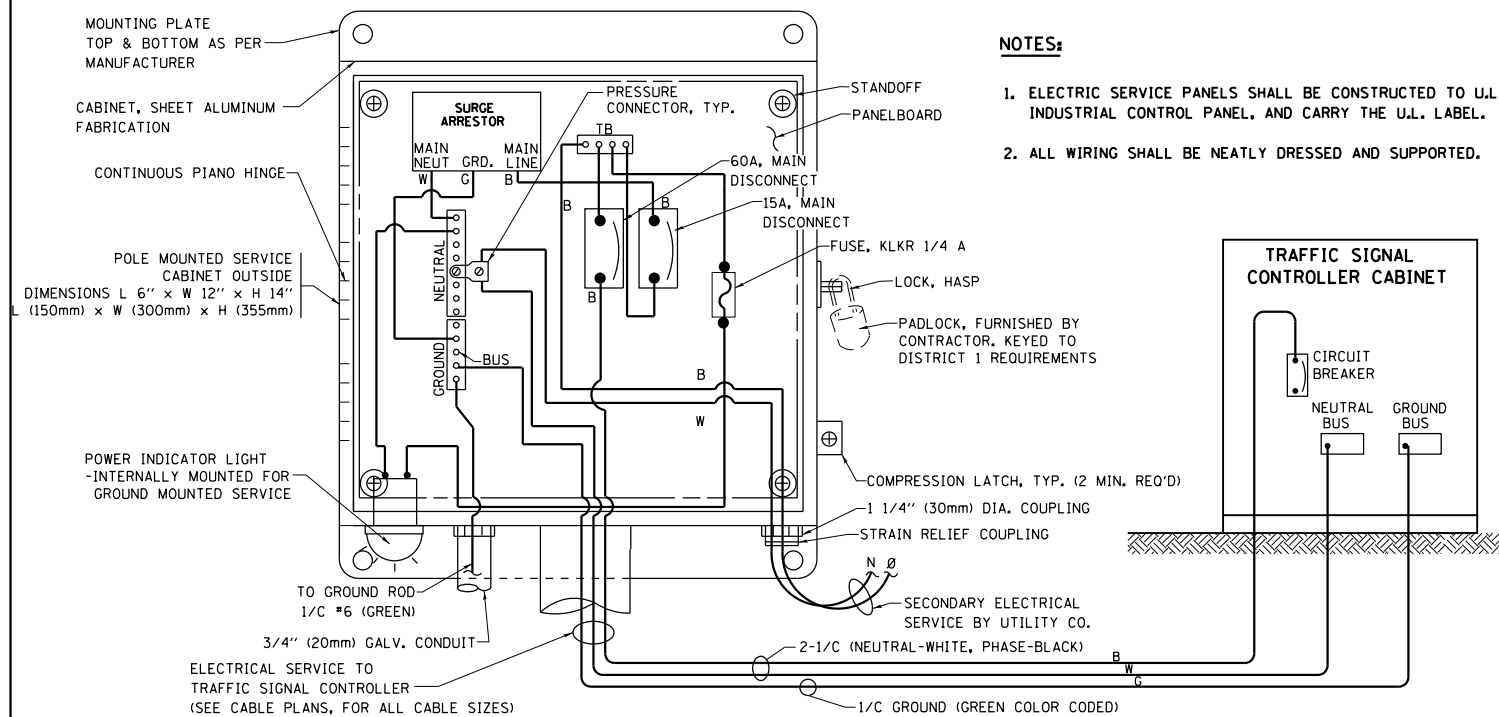 MOUNTING PLATE
TOP & BOTTOM AS PER
MANUFACTURER
CABINET, SHEET ALUMINUM
FABRICATION
CONTINUOUS PIANO HINGE
POLE MOUNTED SERVICE
CABINET OUTSIDE
DIMENSIONS L 6'' x W 12'' x H 14''
L (150mm) x W (300mm) x H (355mm)
POWER INDICATOR LIGHT
-INTERNALLY MOUNTED FOR
GROUND MOUNTED SERVICE
SURGE
ARRESTOR
MAIN
NEUT
GRD.
MAIN
LINE
W
G
B
PRESSURE
CONNECTOR, TYP.
TB
STANDOFF
PANELBOARD
60A, MAIN
DISCONNECT
15A, MAIN
DISCONNECT
B
B
B
NEUTRAL
GROUND
BUS
FUSE, KLKR 1/4 A
LOCK, HASP
PADLOCK, FURNISHED BY
CONTRACTOR. KEYED TO
DISTRICT 1 REQUIREMENTS
B
W
COMPRESSION LATCH, TYP. (2 MIN. REQ'D)
1 1/4'' (30mm) DIA. COUPLING
STRAIN RELIEF COUPLING
N Ø
SECONDARY ELECTRICAL
SERVICE BY UTILITY CO.
TO GROUND ROD
1/C #6 (GREEN)
3/4'' (20mm) GALV. CONDUIT
ELECTRICAL SERVICE TO
TRAFFIC SIGNAL CONTROLLER
(SEE CABLE PLANS, FOR ALL CABLE SIZES)
2-1/C (NEUTRAL-WHITE, PHASE-BLACK)
B
W
G
1/C GROUND (GREEN COLOR CODED)
NOTES:
1. ELECTRIC SERVICE PANELS SHALL BE CONSTRUCTED TO U.L.
INDUSTRIAL CONTROL PANEL, AND CARRY THE U.L. LABEL.
2. ALL WIRING SHALL BE NEATLY DRESSED AND SUPPORTED.
TRAFFIC SIGNAL
CONTROLLER CABINET
CIRCUIT
BREAKER
NEUTRAL
BUS
GROUND
BUS